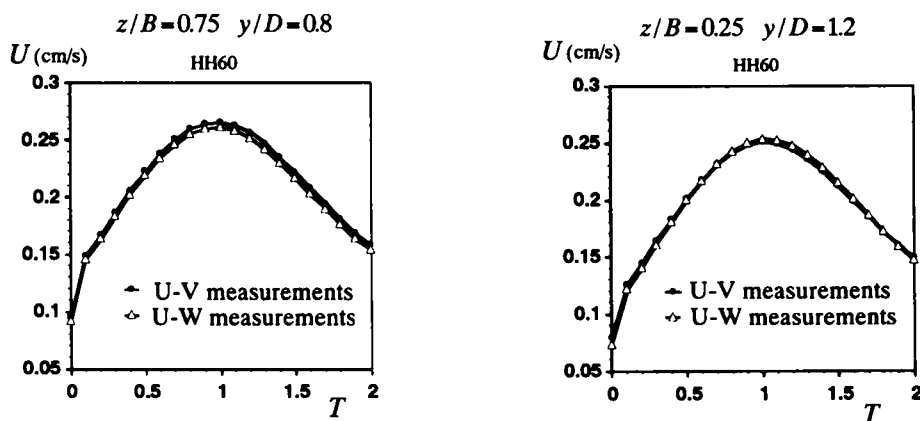 z/B=0.75 y/D=0.8
U (cm/s)
HH60
0.3
0.25
0.2
0.15
0.1
0.05
U-V measurements
U-W measurements
0 0.5 1 1.5 2
T
z/B=0.25 y/D=1.2
U (cm/s)
HH60
0.3
0.25
0.2
0.15
0.1
0.05
U-V measurements
U-W measurements
0 0.5 1 1.5 2
T